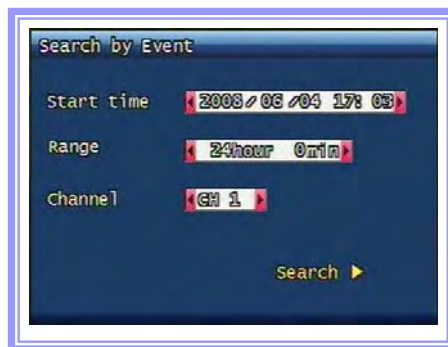 Search by Event
Start time 2008/06/04 17:03
Range 24hour 0min
Channel CH 1
Search